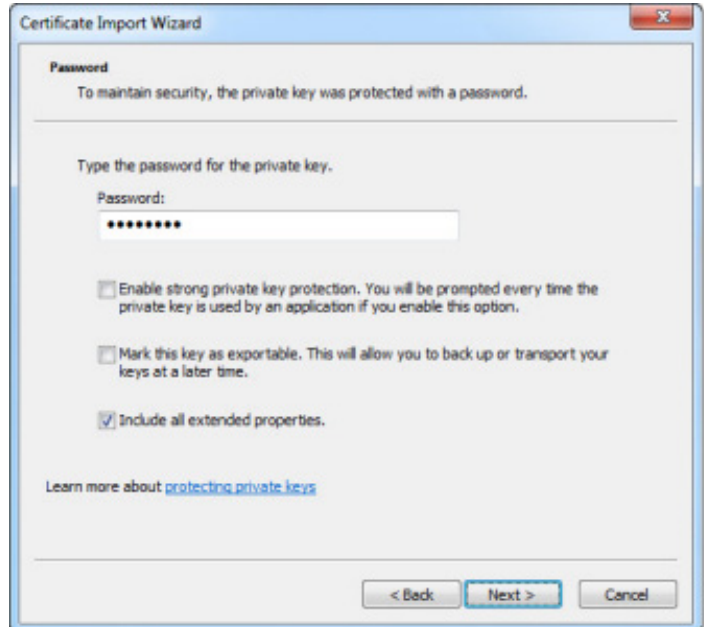 Certificate Import Wizard
Password
To maintain security, the private key was protected with a password.
Type the password for the private key.
Password:
••••••••
Enable strong private key protection. You will be prompted every time the
private key is used by an application if you enable this option.
Mark this key as exportable. This will allow you to back up or transport your
keys at a later time.
Include all extended properties.
Learn more about protecting private keys
< Back Next > Cancel